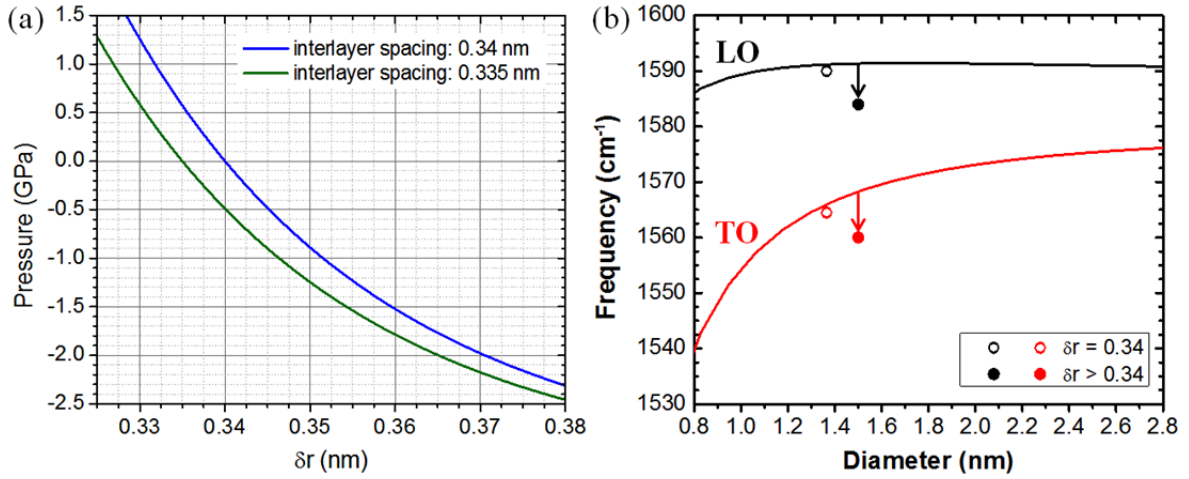 (a)
1.5
1.0
0.5
0.0
-0.5
-1.0
-1.5
-2.0
-2.5
Pressure (GPa)
interlayer spacing: 0.34 nm
interlayer spacing: 0.335 nm
0.33 0.34 0.35 0.36 0.37 0.38
δr (nm)
(b)
1600
1590
1580
1570
1560
1550
1540
1530
Frequency (cm⁻¹)
LO
TO
δr = 0.34
δr > 0.34
0.8 1.0 1.2 1.4 1.6 1.8 2.0 2.2 2.4 2.6 2.8
Diameter (nm)